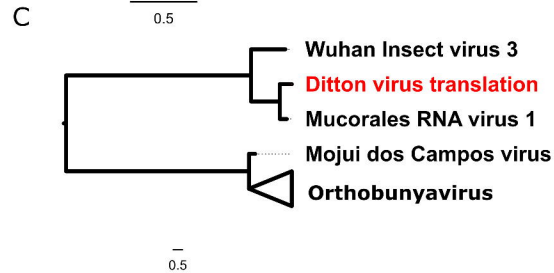 0.5
C
Wuhan Insect virus 3
Ditton virus translation
Mucorales RNA virus 1
Mojui dos Campos virus
Orthobunyavirus
0.5